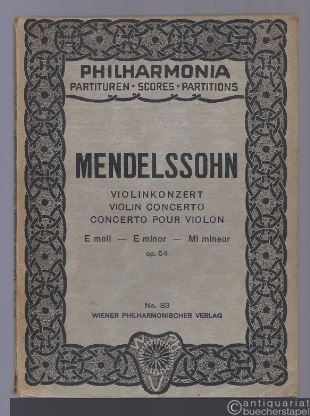 PHILHARMONIA
PARTITUREN • SCORES • PARTITIONS
MENDELSSOHN
VIOLINKONZERT
VIOLIN CONCERTO
CONCERTO POUR VIOLON
E moll — E minor — Mi mineur
op. 64
No. 83
WIENER PHILHARMONISCHER VERLAG
antiquariat
buecherstapel